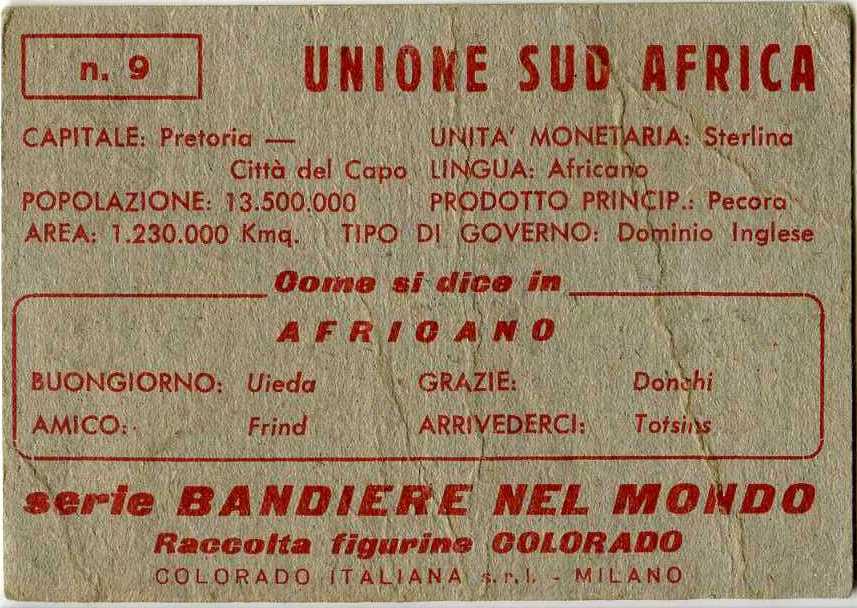 n. 9
UNIONE SUD AFRICA
CAPITALE: Pretoria —
Città del Capo
POPOLAZIONE: 13.500.000
AREA: 1.230.000 Kmq.
UNITA' MONETARIA: Sterlina
LINGUA: Africano
PRODOTTO PRINCIP.: Pecora
TIPO DI GOVERNO: Dominio Inglese
Come si dice in
AFRICANO
BUONGIORNO: Uieda
GRAZIE: Donchi
AMICO: Frind
ARRIVEDERCI: Totsins
serie BANDIERE NEL MONDO
Raccolta figurine COLORADO
COLORADO ITALIANA s.r.l. - MILANO